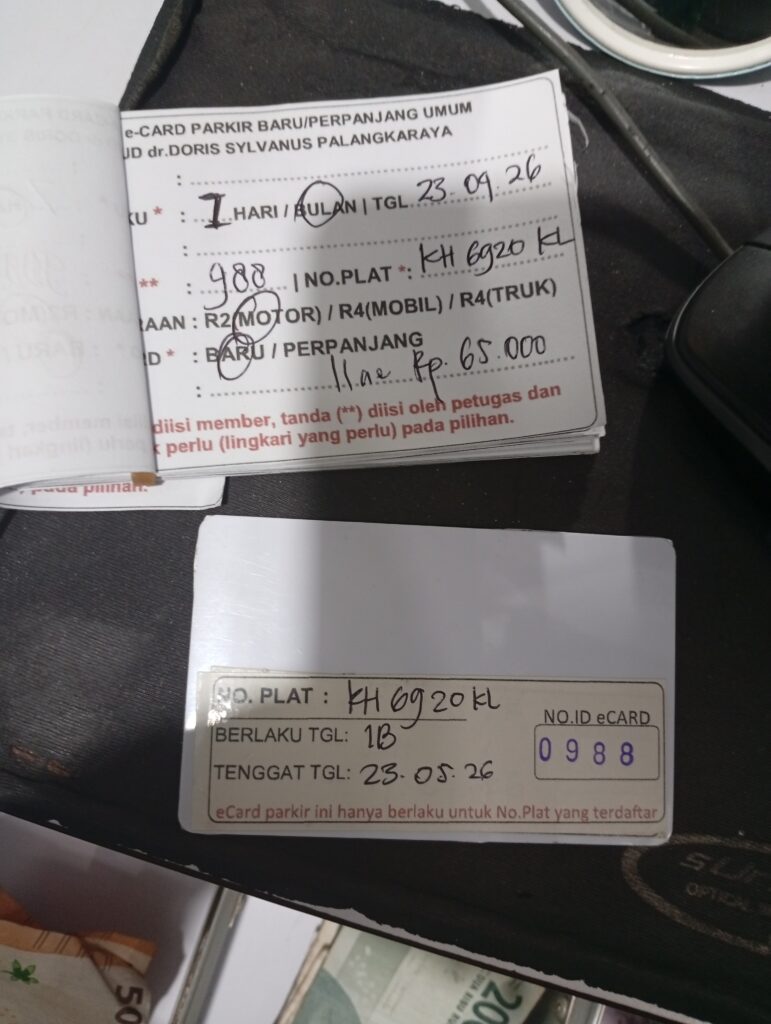 e-CARD PARKIR BARU/PERPANJANG UMUM
UD dr.DORIS SYLVANUS PALANGKARAYA
:
KU * : 1 HARI / BULAN | TGL 23.04.26
:
** : 988 | NO.PLAT *: KH 6920 KL
RAAN : R2(MOTOR) / R4(MOBIL) / R4(TRUK)
D * : BARU / PERPANJANG
: Rp. 65.000
diisi member, tanda (**) diisi oleh petugas dan
k perlu (lingkari yang perlu) pada pilihan.
pada pilihan.
NO. PLAT : KH 6920 KL
BERLAKU TGL: 1B
NO.ID eCARD
0988
TENGGAT TGL: 23.05.26
eCard parkir ini hanya berlaku untuk No.Plat yang terdaftar